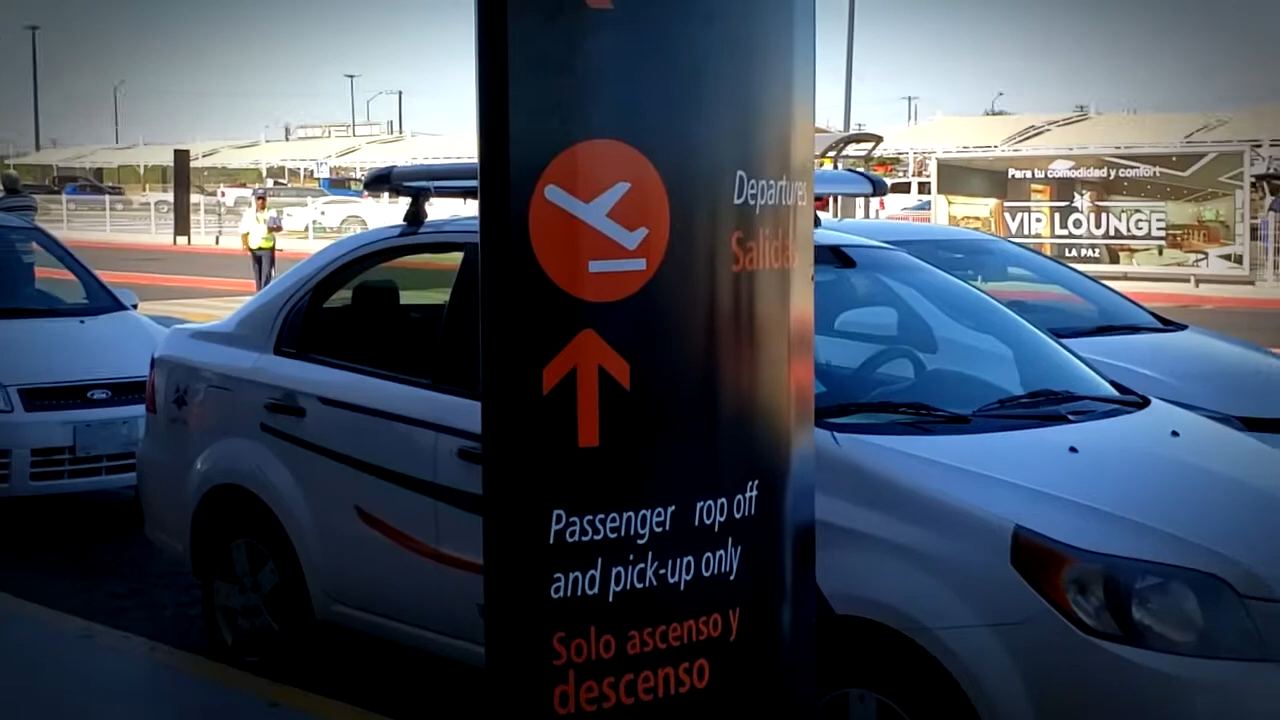 Departures
Salidas
Passenger rop off
and pick-up only
Solo ascenso y
descenso
Para tu comodidad y confort
VIP LOUNGE
LA PAZ
Ford